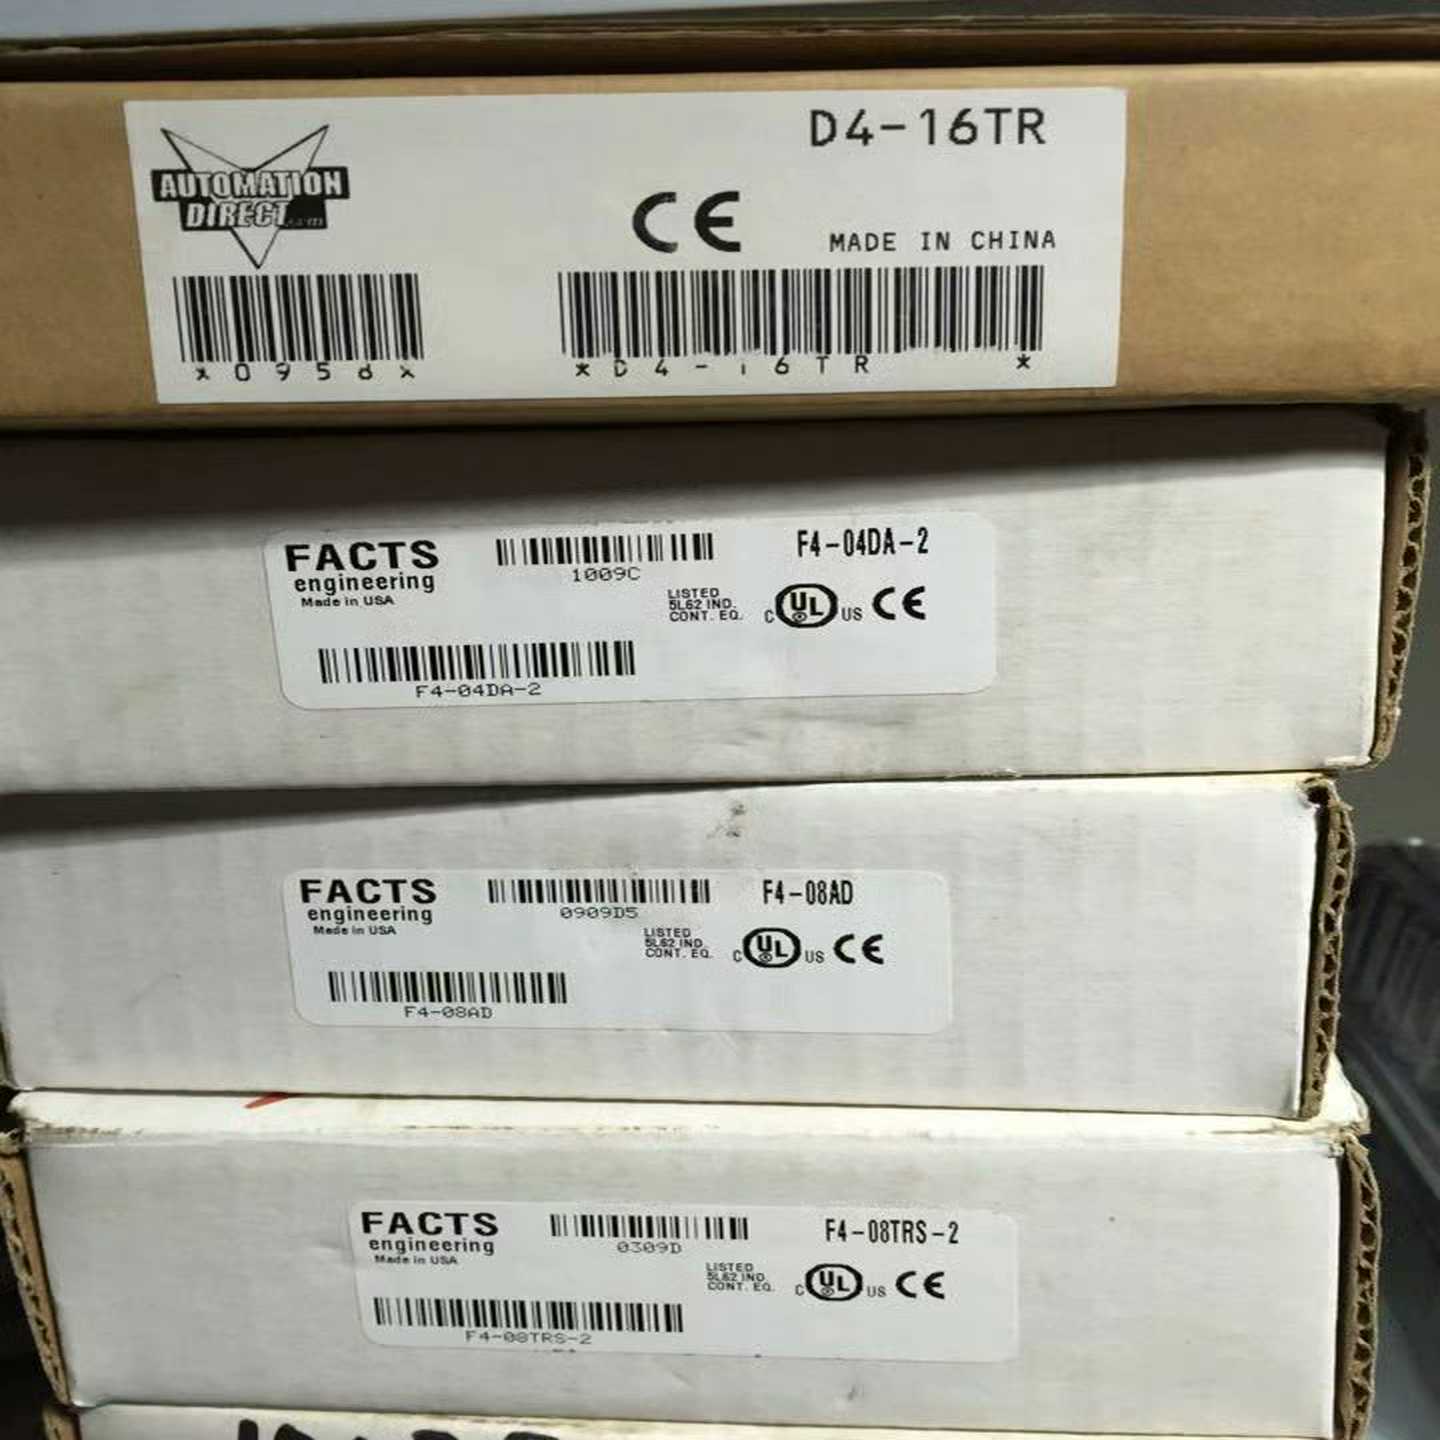 D4-16TR
AUTOMATION
DIRECT.com
CE
MADE IN CHINA
*D4-16TR *
FACTS
engineering
Made in USA
1009C
F4-04DA-2
LISTED
5L62 IND.
CONT. EQ.
C UL US CE
F4-04DA-2
FACTS
engineering
Made in USA
0909D5
F4-08AD
LISTED
5L62 IND.
CONT. EQ.
C UL US CE
F4-08AD
FACTS
engineering
Made in USA
0309D
F4-08TRS-2
LISTED
5L62 IND.
CONT. EQ.
C UL US CE
F4-08TRS-2